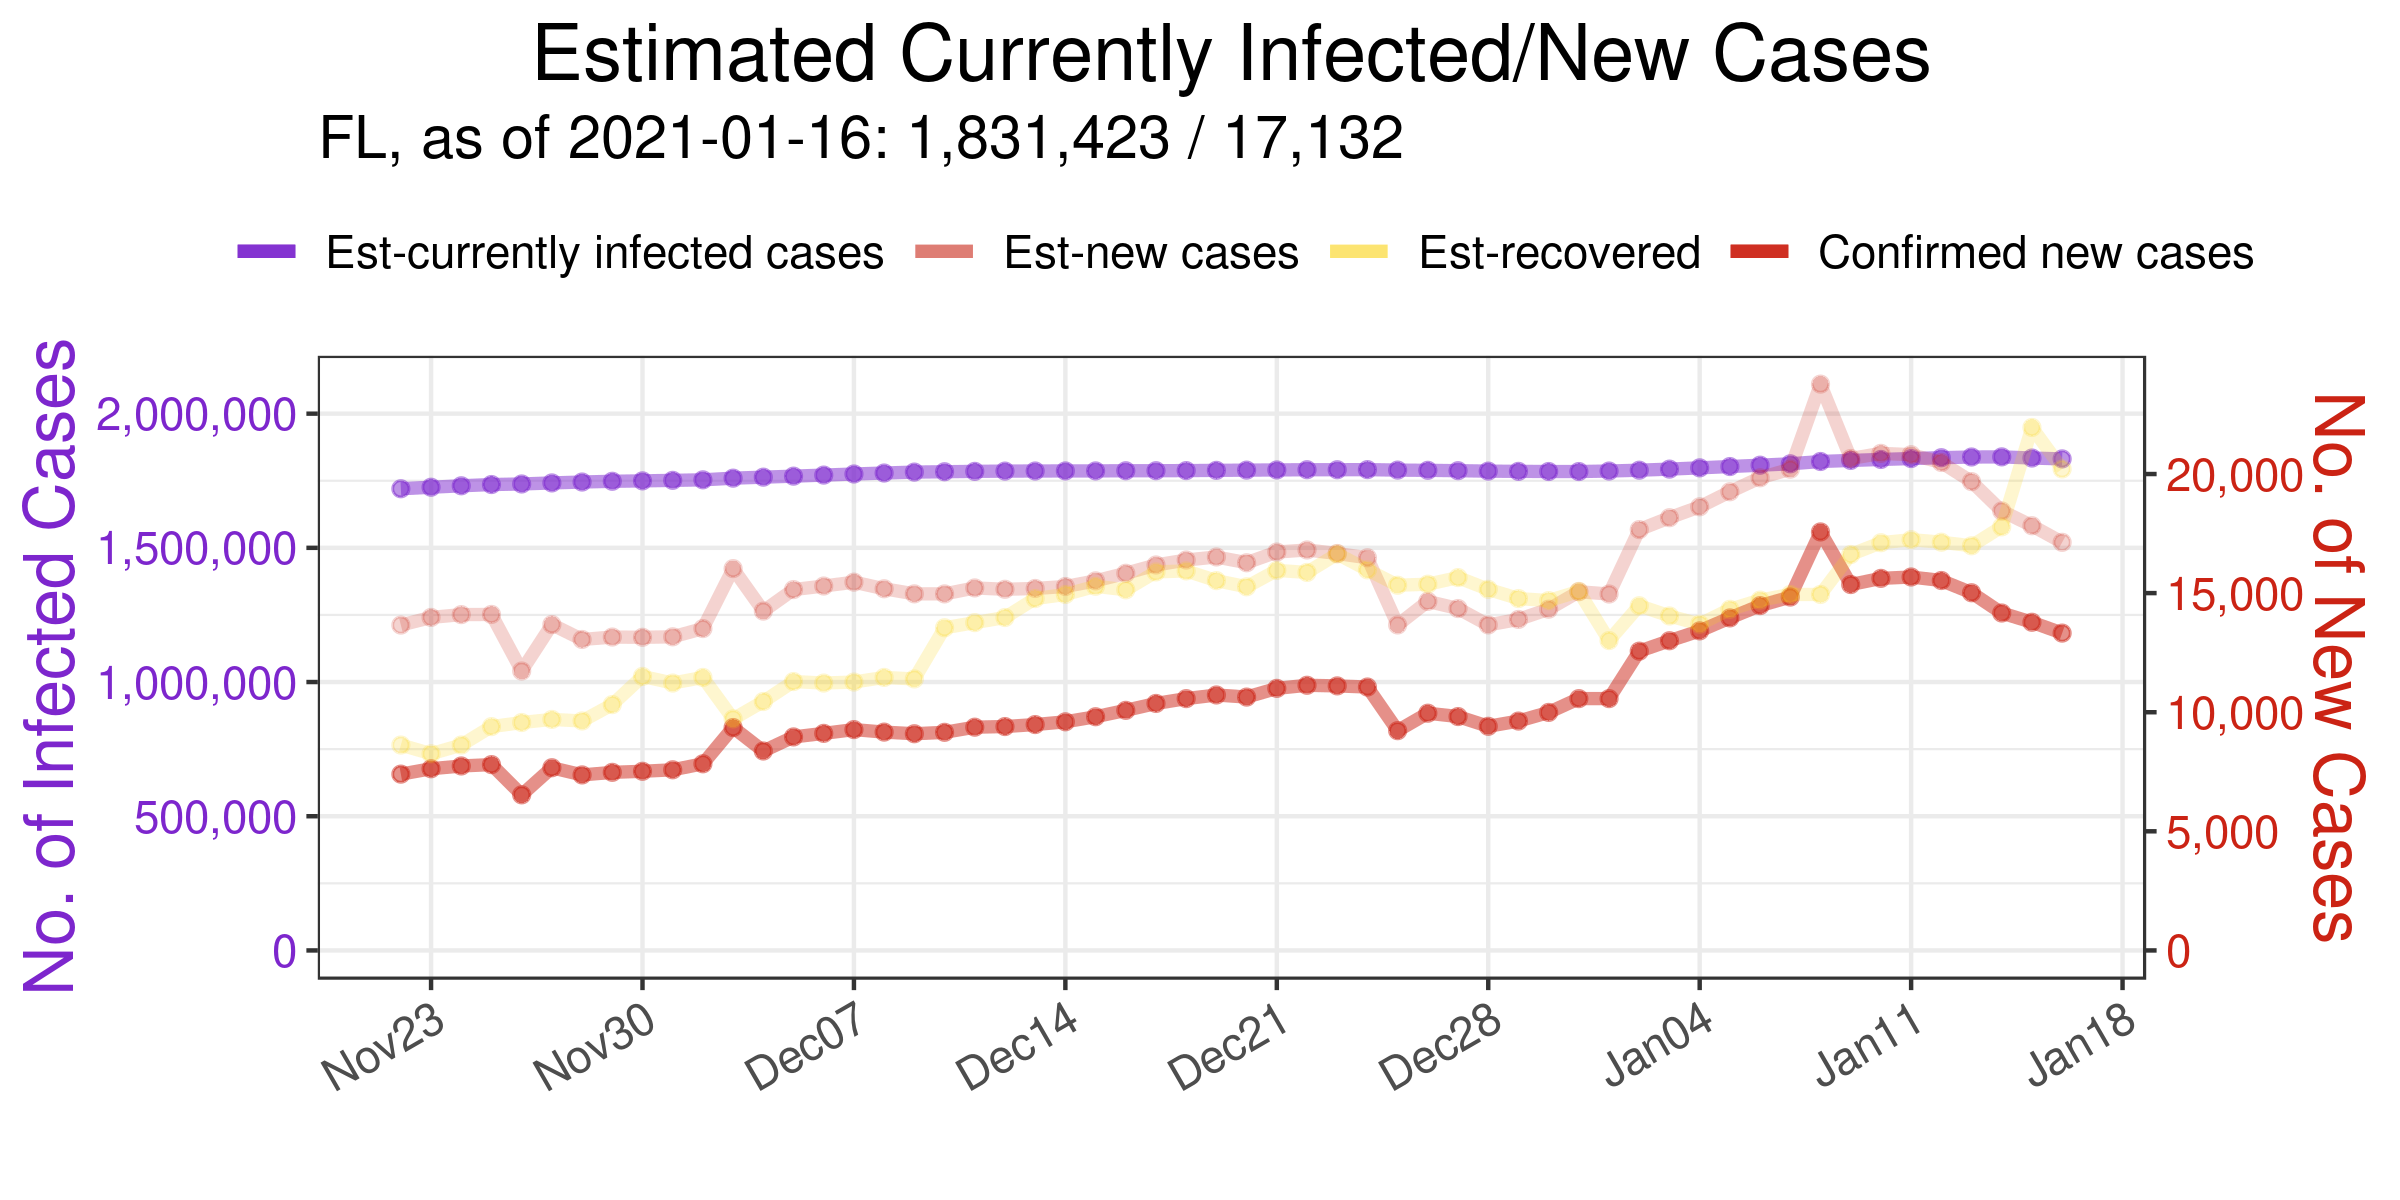 Estimated Currently Infected/New Cases
FL, as of 2021-01-16: 1,831,423 / 17,132
Est-currently infected cases Est-new cases Est-recovered Confirmed new cases
No. of Infected Cases
2,000,000
1,500,000
1,000,000
500,000
0
20,000
15,000
10,000
5,000
0
No. of New Cases
Nov23 Nov30 Dec07 Dec14 Dec21 Dec28 Jan04 Jan11 Jan18